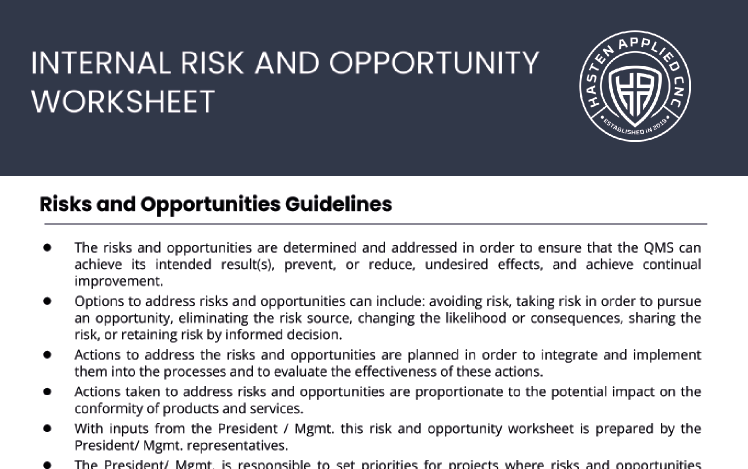 INTERNAL RISK AND OPPORTUNITY
WORKSHEET
HASTEN APPLIED CNC
HA
• ESTABLISHED IN 2019 •
Risks and Opportunities Guidelines
● The risks and opportunities are determined and addressed in order to ensure that the QMS can
achieve its intended result(s), prevent, or reduce, undesired effects, and achieve continual
improvement.
● Options to address risks and opportunities can include: avoiding risk, taking risk in order to pursue
an opportunity, eliminating the risk source, changing the likelihood or consequences, sharing the
risk, or retaining risk by informed decision.
● Actions to address the risks and opportunities are planned in order to integrate and implement
them into the processes and to evaluate the effectiveness of these actions.
● Actions taken to address risks and opportunities are proportionate to the potential impact on the
conformity of products and services.
● With inputs from the President / Mgmt. this risk and opportunity worksheet is prepared by the
President/ Mgmt. representatives.
● The President/ Mgmt. is responsible to set priorities for projects where risks and opportunities